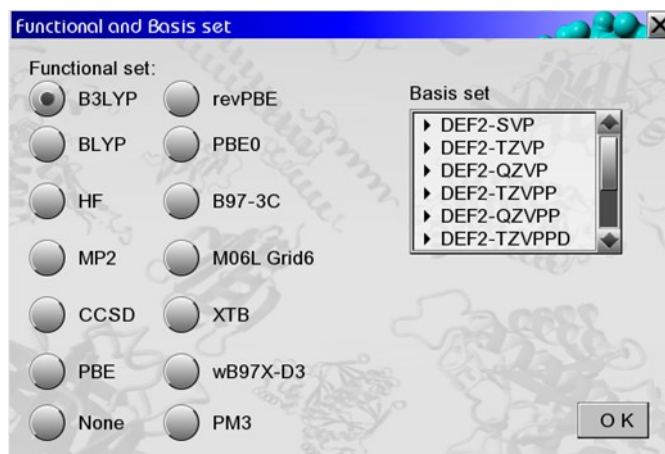 Functional and Basis set
Functional set:
B3LYP
revPBE
BLYP
PBE0
HF
B97-3C
MP2
M06L Grid6
CCSD
XTB
PBE
wB97X-D3
None
PM3
Basis set
DEF2-SVP
DEF2-TZVP
DEF2-QZVP
DEF2-TZVPP
DEF2-QZVPP
DEF2-TZVPPD
OK